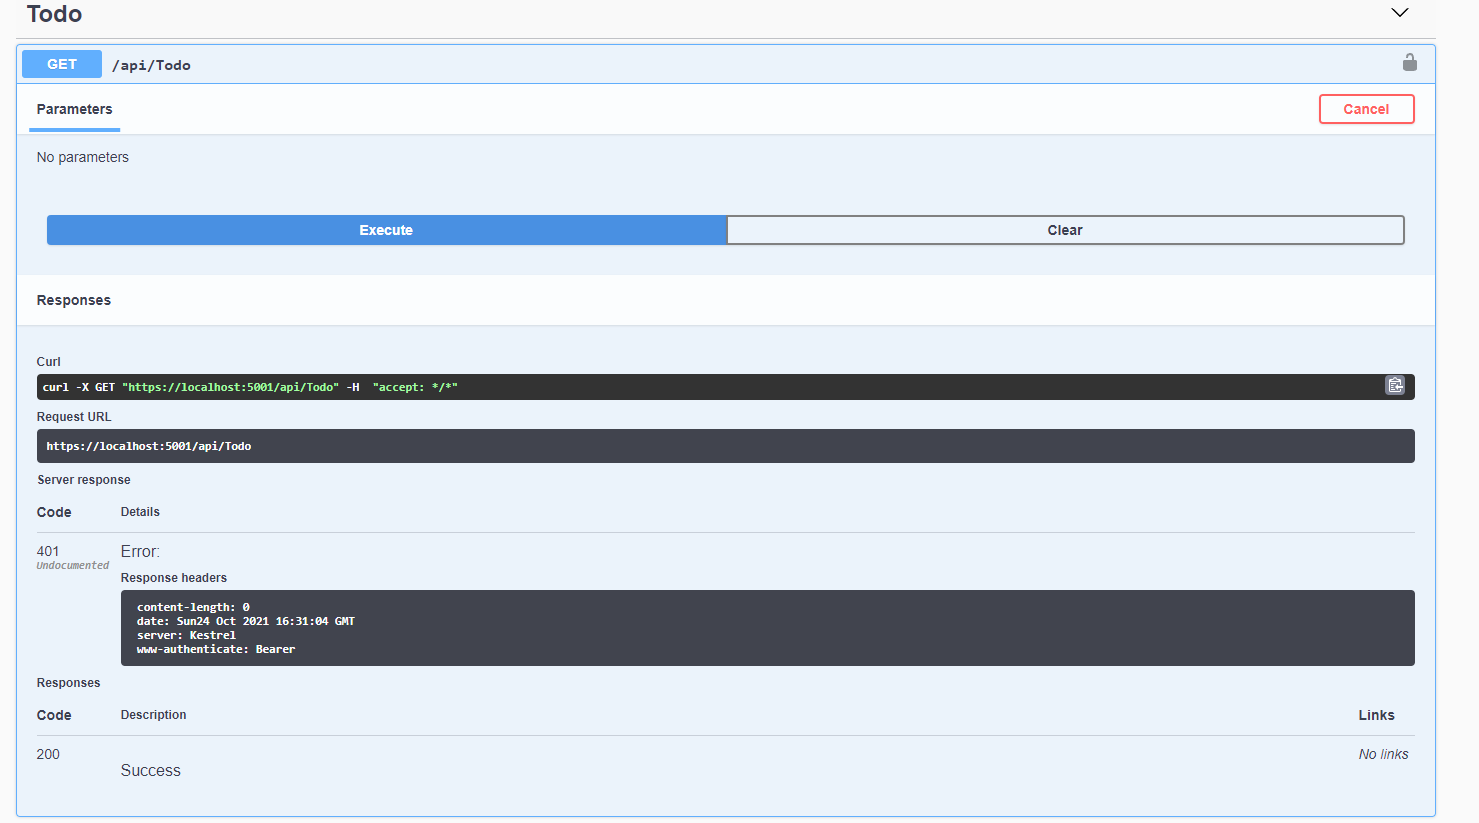 Todo
GET /api/Todo
Parameters Cancel
No parameters
Execute Clear
Responses
Curl
curl -X GET "https://localhost:5001/api/Todo" -H  "accept: */*"
Request URL
https://localhost:5001/api/Todo
Server response
Code Details
401 Error:
Undocumented
Response headers
content-length: 0
date: Sun24 Oct 2021 16:31:04 GMT
server: Kestrel
www-authenticate: Bearer
Responses
Code Description Links
200 No links
Success